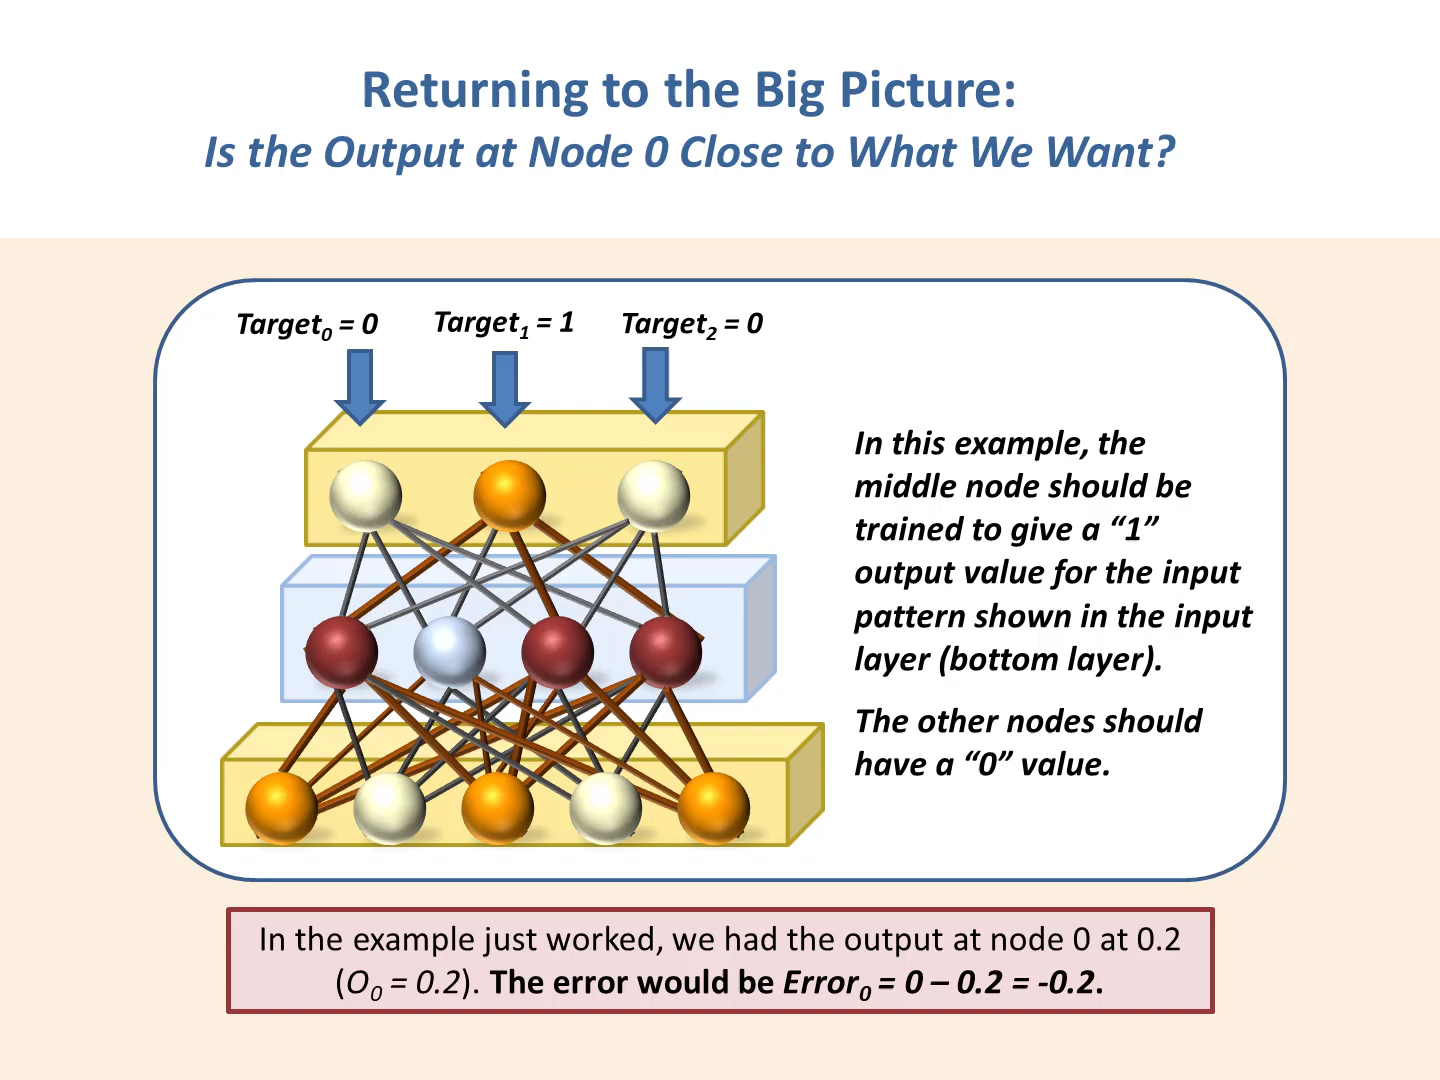 Returning to the Big Picture:
Is the Output at Node 0 Close to What We Want?
Target0 = 0
Target1 = 1
Target2 = 0
In this example, the
middle node should be
trained to give a “1”
output value for the input
pattern shown in the input
layer (bottom layer).
The other nodes should
have a “0” value.
In the example just worked, we had the output at node 0 at 0.2
(O0 = 0.2). The error would be Error0 = 0 – 0.2 = -0.2.